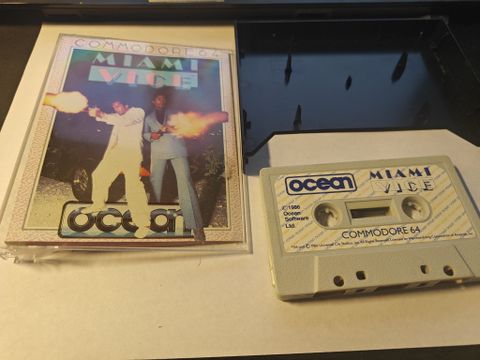 COMMODORE 64
MIAMI
VICE
ocean
ocean
MIAMI
VICE
©1986
Ocean
Software
Ltd.
COMMODORE 64